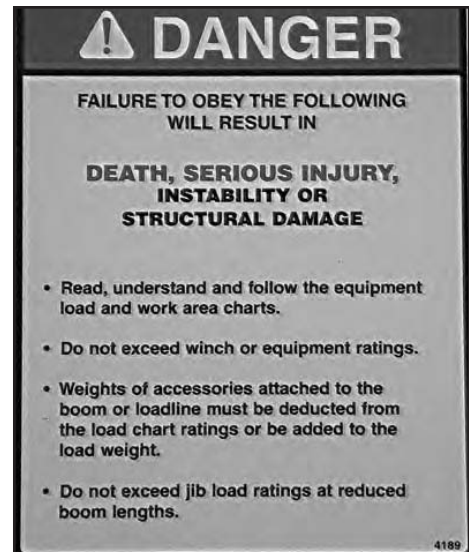 DANGER
FAILURE TO OBEY THE FOLLOWING
WILL RESULT IN
DEATH, SERIOUS INJURY,
INSTABILITY OR
STRUCTURAL DAMAGE
• Read, understand and follow the equipment
load and work area charts.
• Do not exceed winch or equipment ratings.
• Weights of accessories attached to the
boom or loadline must be deducted from
the load chart ratings or be added to the
load weight.
• Do not exceed jib load ratings at reduced
boom lengths.
4189